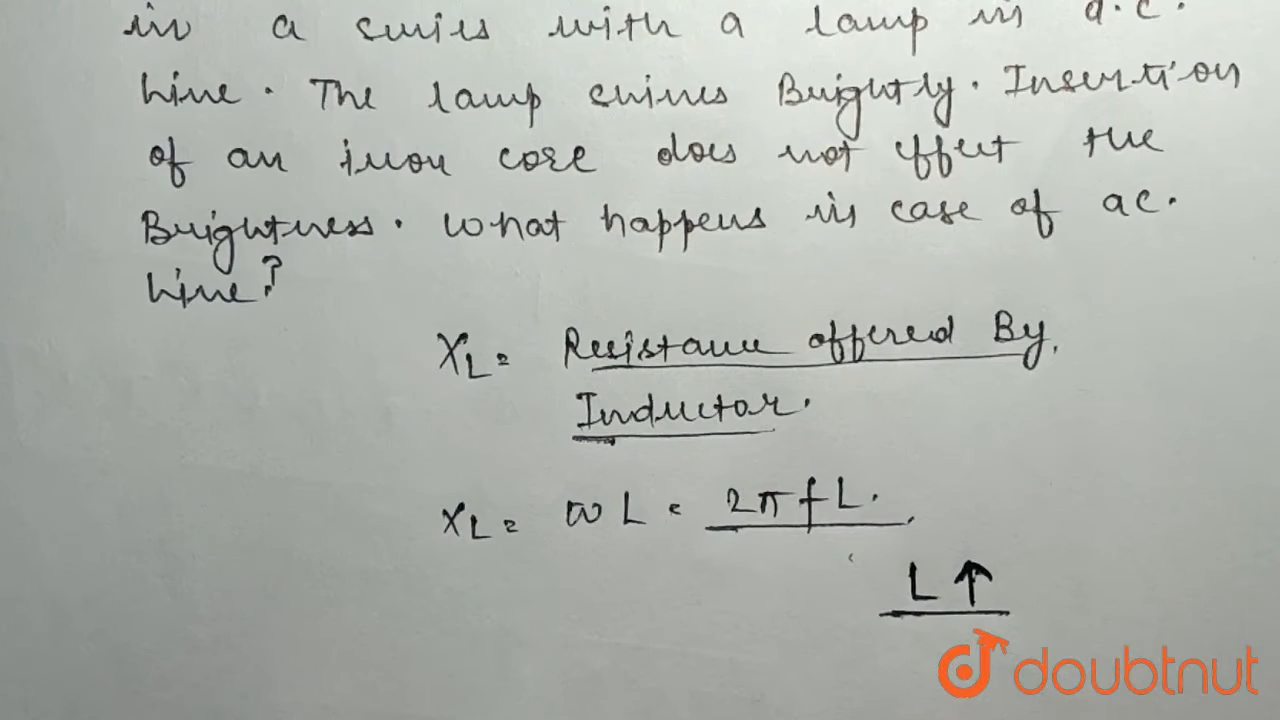 in a series with a lamp in d.c.
line. The lamp shines Brightly. Insertion
of an iron core does not effect the
Brightness. What happens in case of ac.
line?
XL = Resistance offered By
Inductor.
XL = ωL = 2πfL.
L↑
doubtnut